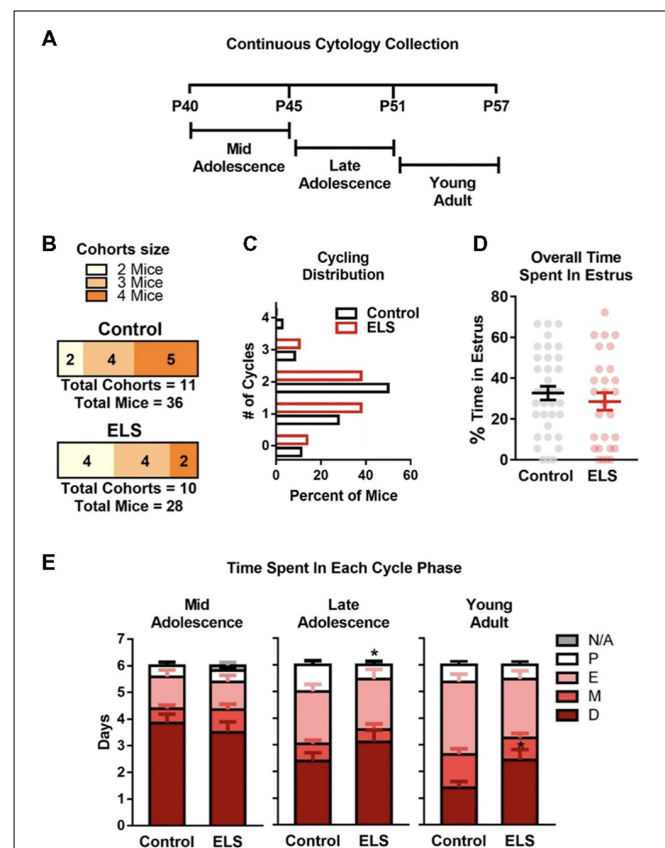 A
Continuous Cytology Collection
P40 P45 P51 P57
Mid
Adolescence
Late
Adolescence
Young
Adult
B
Cohorts size
2 Mice
3 Mice
4 Mice
Control
2 4 5
Total Cohorts = 11
Total Mice = 36
ELS
4 4 2
Total Cohorts = 10
Total Mice = 28
C
Cycling
Distribution
Control
ELS
# of Cycles
4
3
2
1
0
0 20 40 60
Percent of Mice
D
Overall Time
Spent In Estrus
% Time in Estrus
80
60
40
20
0
Control ELS
E
Time Spent In Each Cycle Phase
Mid
Adolescence
Late
Adolescence
Young
Adult
Days
7
6
5
4
3
2
1
0
*
*
Control ELS
Control ELS
Control ELS
N/A
P
E
M
D